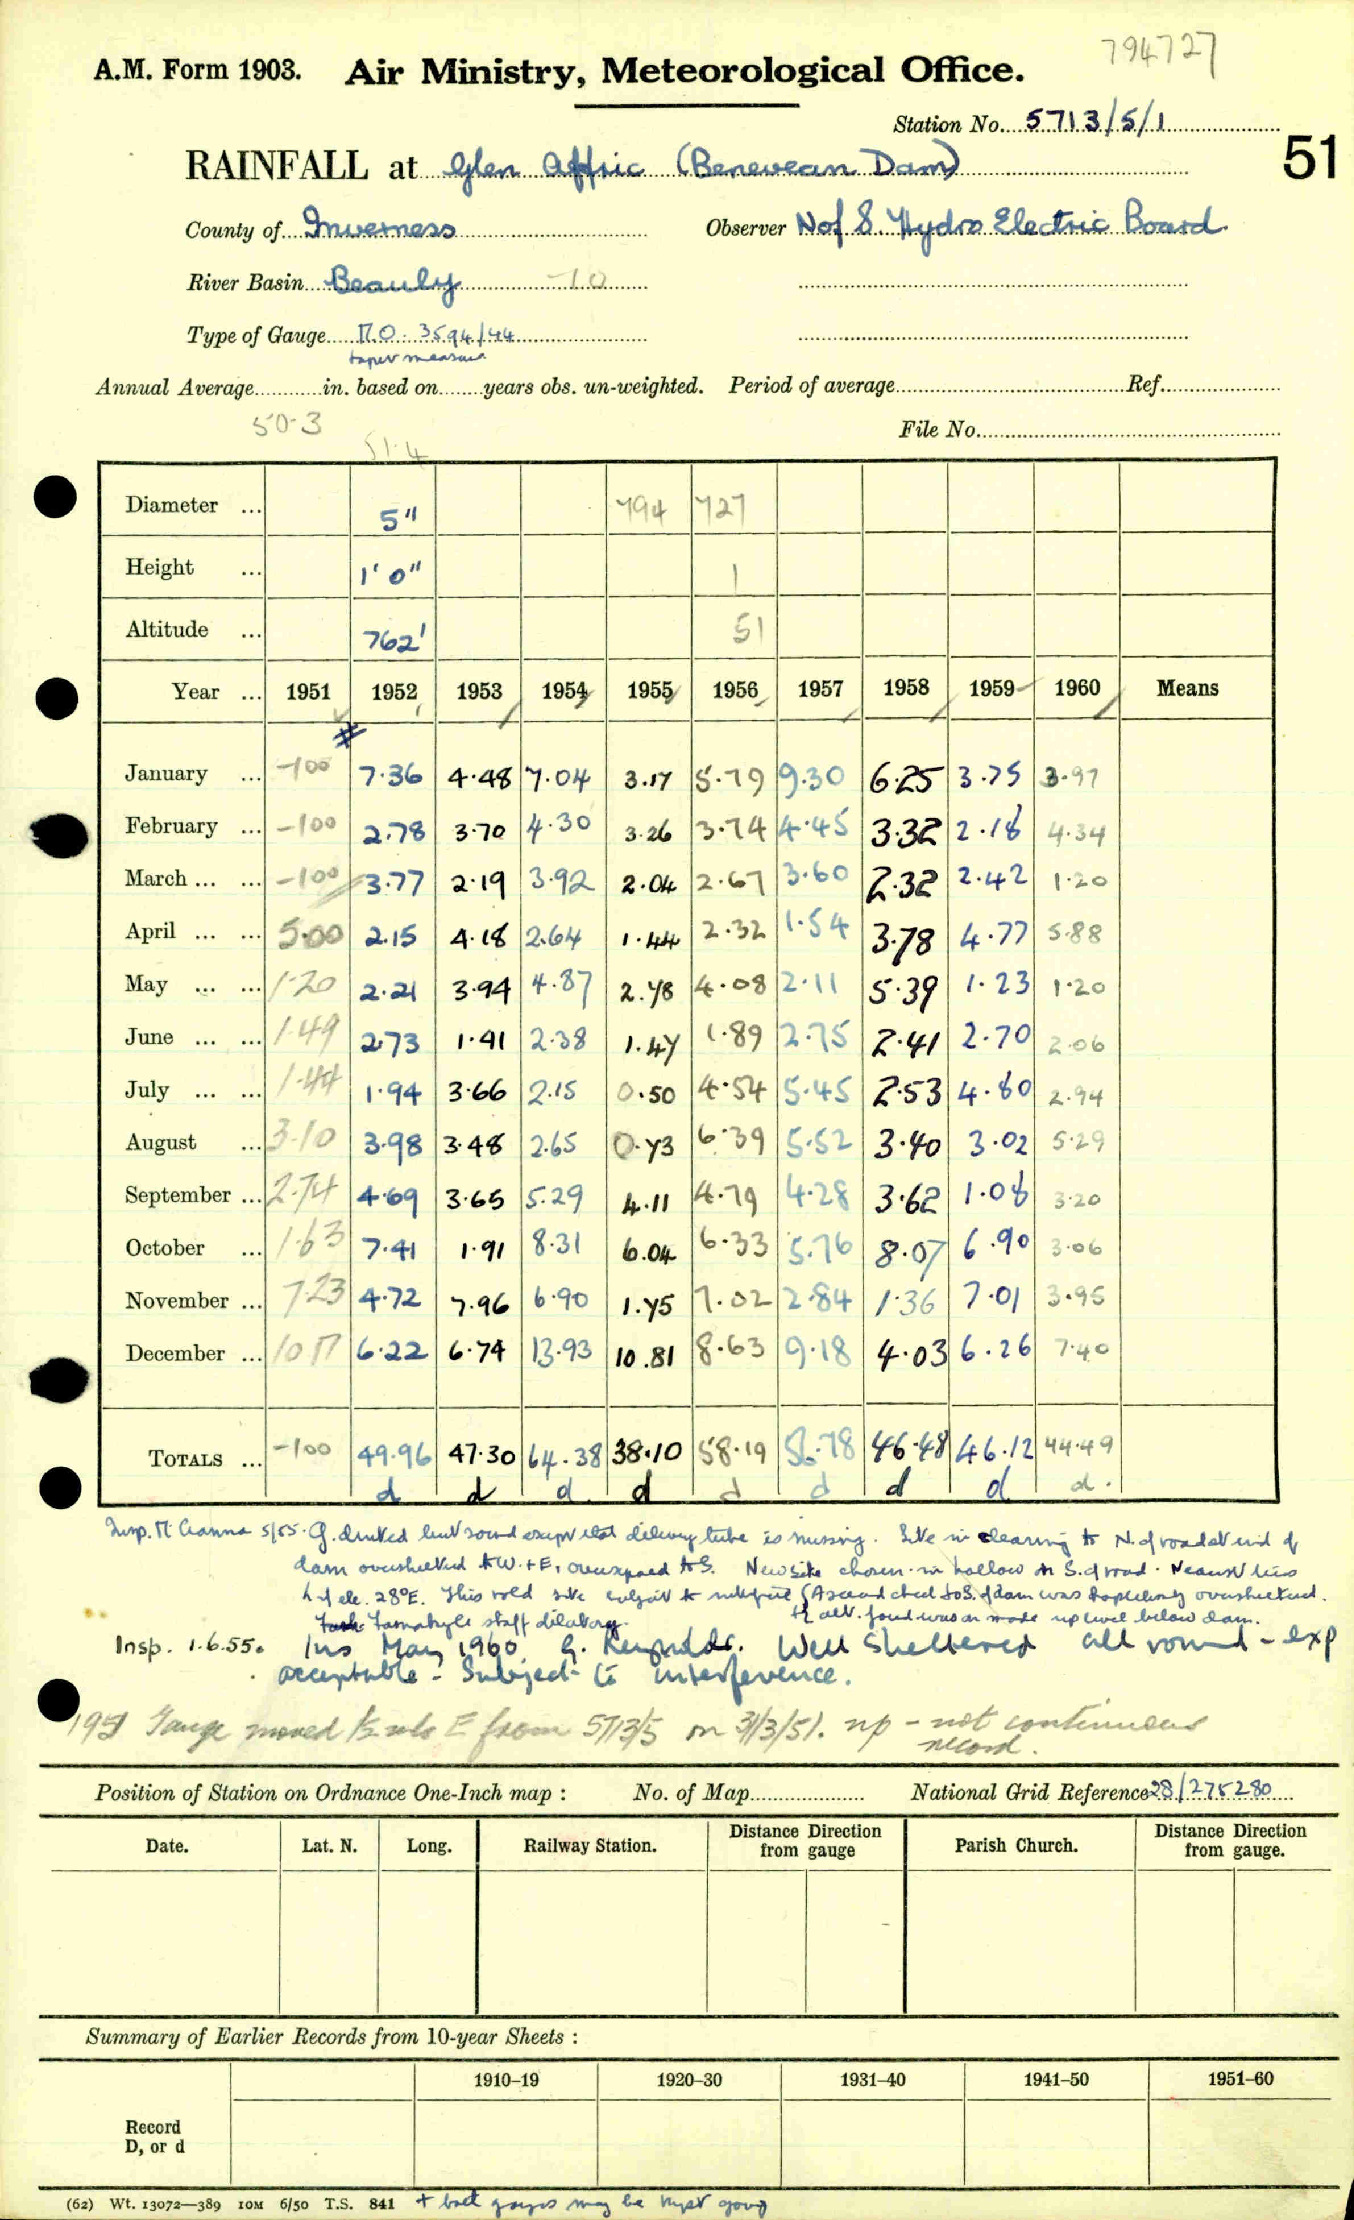 794727
A.M. Form 1903. Air Ministry, Meteorological Office.
Station No. 5713/5/1
51
RAINFALL at Glen Affric (Benevean Dam)
County of Inverness Observer N of S Hydro Electric Board
River Basin Beauly 10
Type of Gauge M.O. 3594/44
taper measure
Annual Average in. based on years obs. un-weighted. Period of average Ref.
50.3
File No.
51.4
Diameter ... 5" 794 727
Height ... 1' 0" 1
Altitude ... 762' 51
Year ... 1951 1952 1953 1954 1955 1956 1957 1958 1959 1960 Means
#
January ... -100 7.36 4.48 7.04 3.17 5.79 9.30 6.25 3.75 3.97
February ... -100 2.78 3.70 4.30 3.26 3.74 4.45 3.32 2.18 4.34
March ... ... -100 3.77 2.19 3.92 2.04 2.67 3.60 2.32 2.42 1.20
April ... ... 5.00 2.15 4.18 2.64 1.44 2.32 1.54 3.78 4.77 5.88
May ... ... 1.20 2.21 3.94 4.87 2.78 4.08 2.11 5.39 1.23 1.20
June ... ... 1.49 2.73 1.41 2.38 1.47 1.89 2.75 2.41 2.70 2.06
July ... ... 1.44 1.94 3.66 2.15 0.50 4.54 5.45 2.53 4.80 2.94
August ... 3.10 3.98 3.48 2.65 0.73 6.39 5.52 3.40 3.02 5.29
September ... 2.74 4.69 3.65 5.29 4.11 4.79 4.28 3.62 1.08 3.20
October ... 1.63 7.41 1.91 8.31 6.04 6.33 5.76 8.07 6.90 3.06
November ... 7.23 4.72 7.96 6.90 1.75 7.02 2.84 1.36 7.01 3.95
December ... 10.17 6.22 6.74 13.93 10.81 8.63 9.18 4.03 6.26 7.40
TOTALS ... -100 49.96 47.30 64.38 38.10 58.19 56.78 46.48 46.12 44.49
d d d d d d d d d.
Insp. 5/55. G. dented but sound except that delivery tube is missing. Site in clearing to N. of road at end of
dam oversheltered to W. + E, overexposed to S. New site chosen in hollow on S. of road. Nearest trees
ele. 28° E. This site subject to S. of dam was hopelessly oversheltered.
staff dilatory. alt. found was on made up level below dam.
Insp. 1.6.55. Ins May 1960 G. Reynolds. Well sheltered all round - exp
acceptable - Subject to interference.
1951 Gauge moved ½ mls E from 5713/5 on 31/3/51. np - not continuous
record.
Position of Station on Ordnance One-Inch map : No. of Map National Grid Reference 28/275280
Date. Lat. N. Long. Railway Station. Distance Direction from gauge Parish Church. Distance Direction from gauge.
Summary of Earlier Records from 10-year Sheets :
1910–19 1920–30 1931–40 1941–50 1951–60
Record
D, or d
(62) Wt. 13072—389 10M 6/50 T.S. 841 + both gauges may be kept going